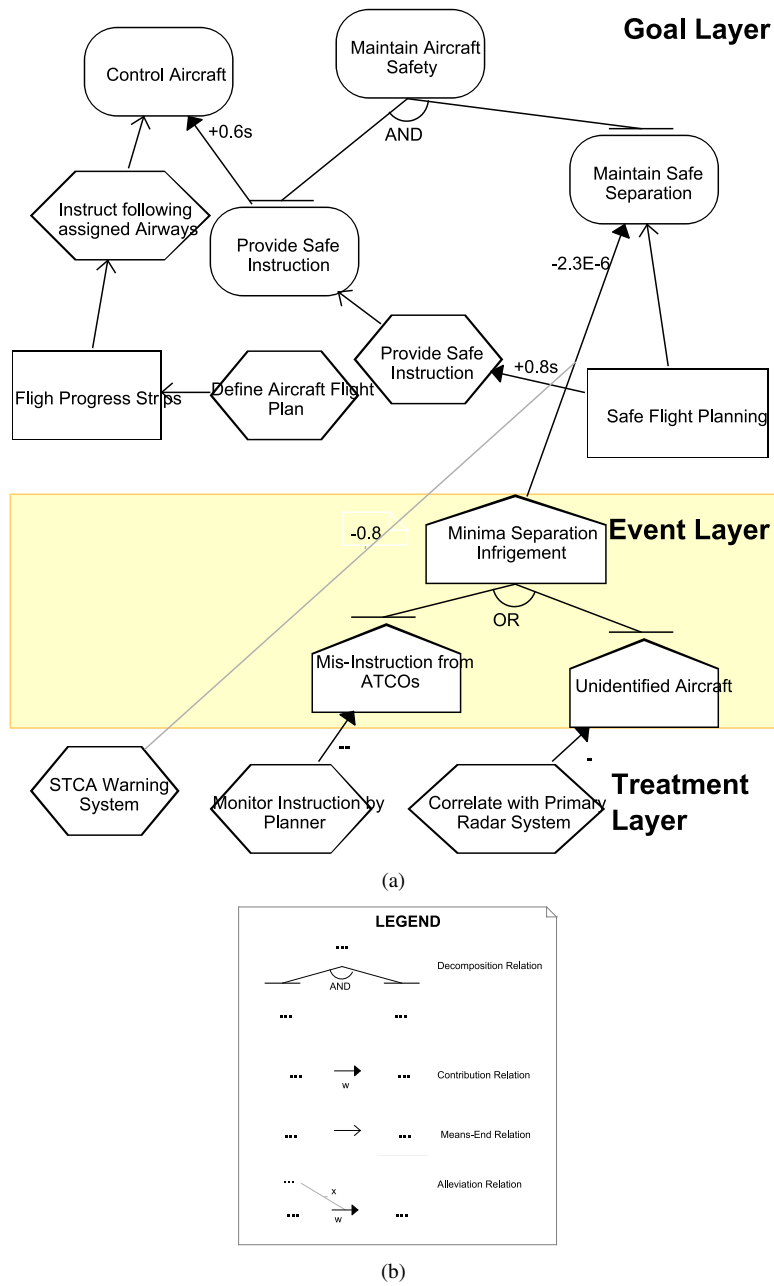 Goal Layer
Maintain Aircraft
Safety
Control Aircraft
+0.6s
AND
Maintain Safe
Separation
Instruct following
assigned Airways
Provide Safe
Instruction
-2.3E-6
Provide Safe
Instruction
+0.8s
Fligh Progress Strips
Define Aircraft Flight
Plan
Safe Flight Planning
Event Layer
-0.8
Minima Separation
Infrigement
OR
Mis-Instruction from
ATCOs
Unidentified Aircraft
--
-
STCA Warning
System
Monitor Instruction by
Planner
Correlate with Primary
Radar System
Treatment
Layer
(a)
LEGEND
...
Decomposition Relation
AND
... ...
... ... Contribution Relation
w
... ... Means-End Relation
...
Alleviation Relation
x
... ...
w
(b)